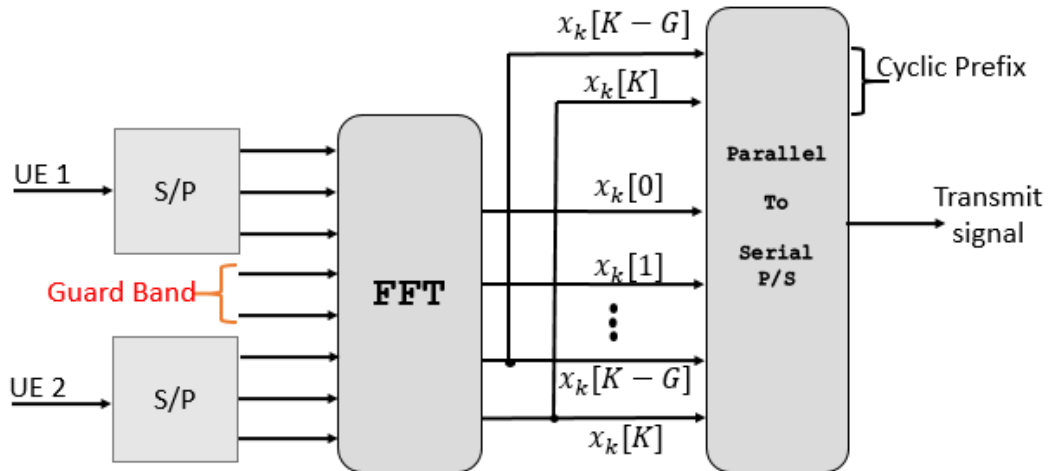 x_k[K − G]
Cyclic Prefix
x_k[K]
UE 1
S/P
Parallel
To
Serial
P/S
x_k[0]
Transmit
signal
Guard Band
FFT
x_k[1]
⋮
UE 2
S/P
x_k[K − G]
x_k[K]